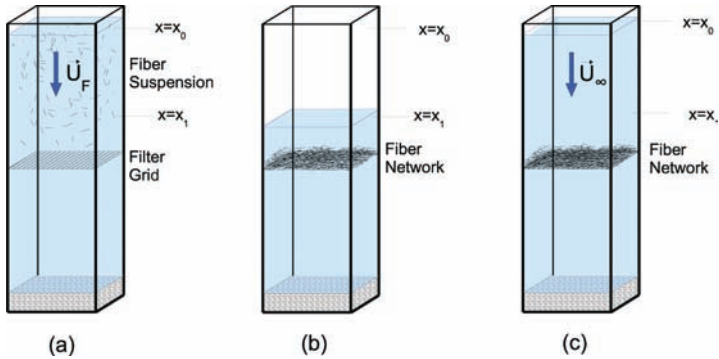 x=x0
U̇F
Fiber
Suspension
x=x1
Filter
Grid
(a)
x=x0
x=x1
Fiber
Network
(b)
x=x0
U̇∞
Fiber
Network
(c)